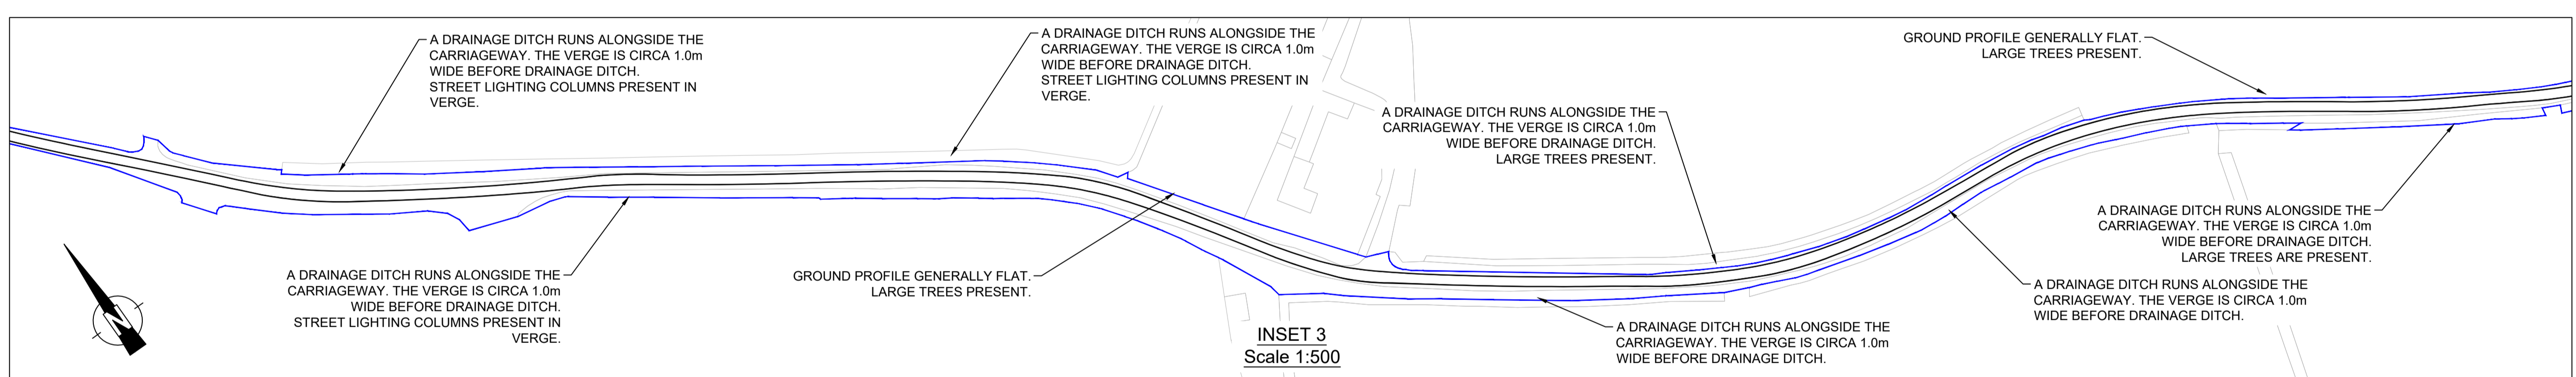 A DRAINAGE DITCH RUNS ALONGSIDE THE
CARRIAGEWAY. THE VERGE IS CIRCA 1.0m
WIDE BEFORE DRAINAGE DITCH.
STREET LIGHTING COLUMNS PRESENT IN
VERGE.
A DRAINAGE DITCH RUNS ALONGSIDE THE
CARRIAGEWAY. THE VERGE IS CIRCA 1.0m
WIDE BEFORE DRAINAGE DITCH.
STREET LIGHTING COLUMNS PRESENT IN
VERGE.
GROUND PROFILE GENERALLY FLAT.
LARGE TREES PRESENT.
A DRAINAGE DITCH RUNS ALONGSIDE THE
CARRIAGEWAY. THE VERGE IS CIRCA 1.0m
WIDE BEFORE DRAINAGE DITCH.
LARGE TREES PRESENT.
A DRAINAGE DITCH RUNS ALONGSIDE THE
CARRIAGEWAY. THE VERGE IS CIRCA 1.0m
WIDE BEFORE DRAINAGE DITCH.
LARGE TREES ARE PRESENT.
A DRAINAGE DITCH RUNS ALONGSIDE THE
CARRIAGEWAY. THE VERGE IS CIRCA 1.0m
WIDE BEFORE DRAINAGE DITCH.
STREET LIGHTING COLUMNS PRESENT IN
VERGE.
GROUND PROFILE GENERALLY FLAT.
LARGE TREES PRESENT.
A DRAINAGE DITCH RUNS ALONGSIDE THE
CARRIAGEWAY. THE VERGE IS CIRCA 1.0m
WIDE BEFORE DRAINAGE DITCH.
A DRAINAGE DITCH RUNS ALONGSIDE THE
CARRIAGEWAY. THE VERGE IS CIRCA 1.0m
WIDE BEFORE DRAINAGE DITCH.
INSET 3
Scale 1:500